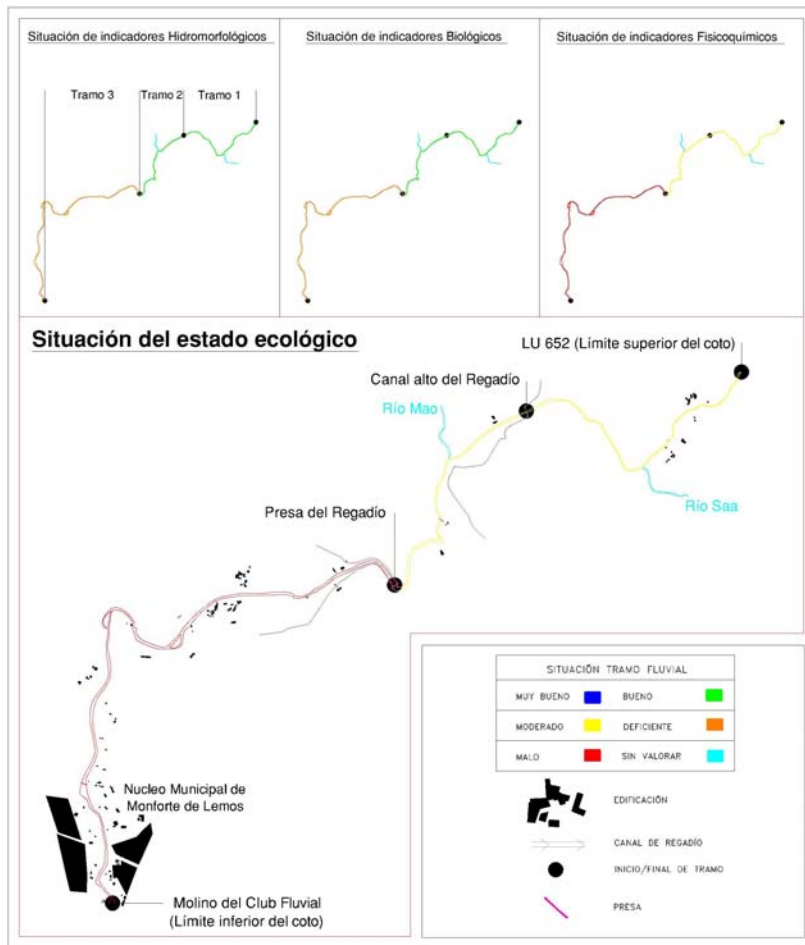 Situación de indicadores Hidromorfológicos
Situación de indicadores Biológicos
Situación de indicadores Fisicoquímicos
Tramo 3
Tramo 2
Tramo 1
Situación del estado ecológico
LU 652 (Límite superior del coto)
Canal alto del Regadío
Río Mao
Río Saa
Presa del Regadío
Nucleo Municipal de
Monforte de Lemos
Molino del Club Fluvial
(Límite inferior del coto)
SITUACIÓN TRAMO FLUVIAL
MUY BUENO
BUENO
MODERADO
DEFICIENTE
MALO
SIN VALORAR
EDIFICACIÓN
CANAL DE REGADÍO
INICIO/FINAL DE TRAMO
PRESA